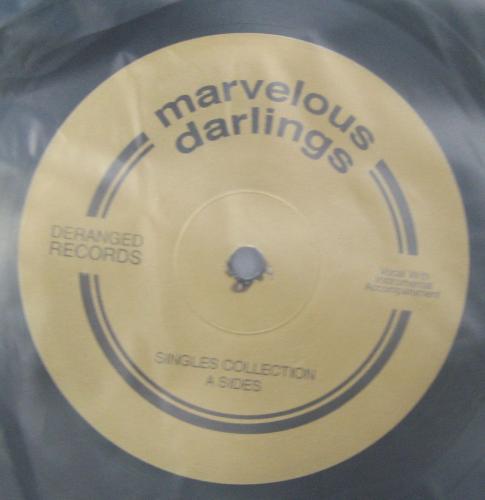 marvelous
darlings
DERANGED
RECORDS
Vocal With
Instrumental
Accompaniment
SINGLES COLLECTION
A SIDES